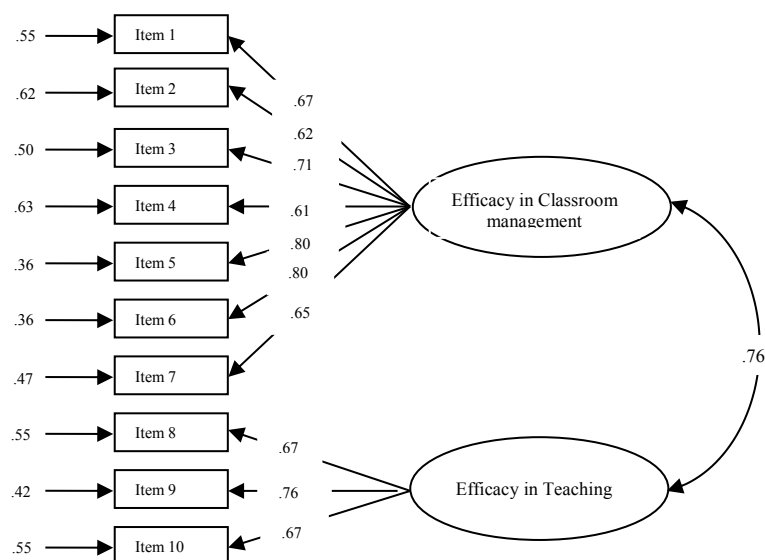 .55
Item 1
.62
Item 2
.50
Item 3
.63
Item 4
.36
Item 5
.36
Item 6
.47
Item 7
.55
Item 8
.42
Item 9
.55
Item 10
.67
.62
.71
.61
.80
.80
.65
.67
.76
.67
Efficacy in Classroom
management
Efficacy in Teaching
.76